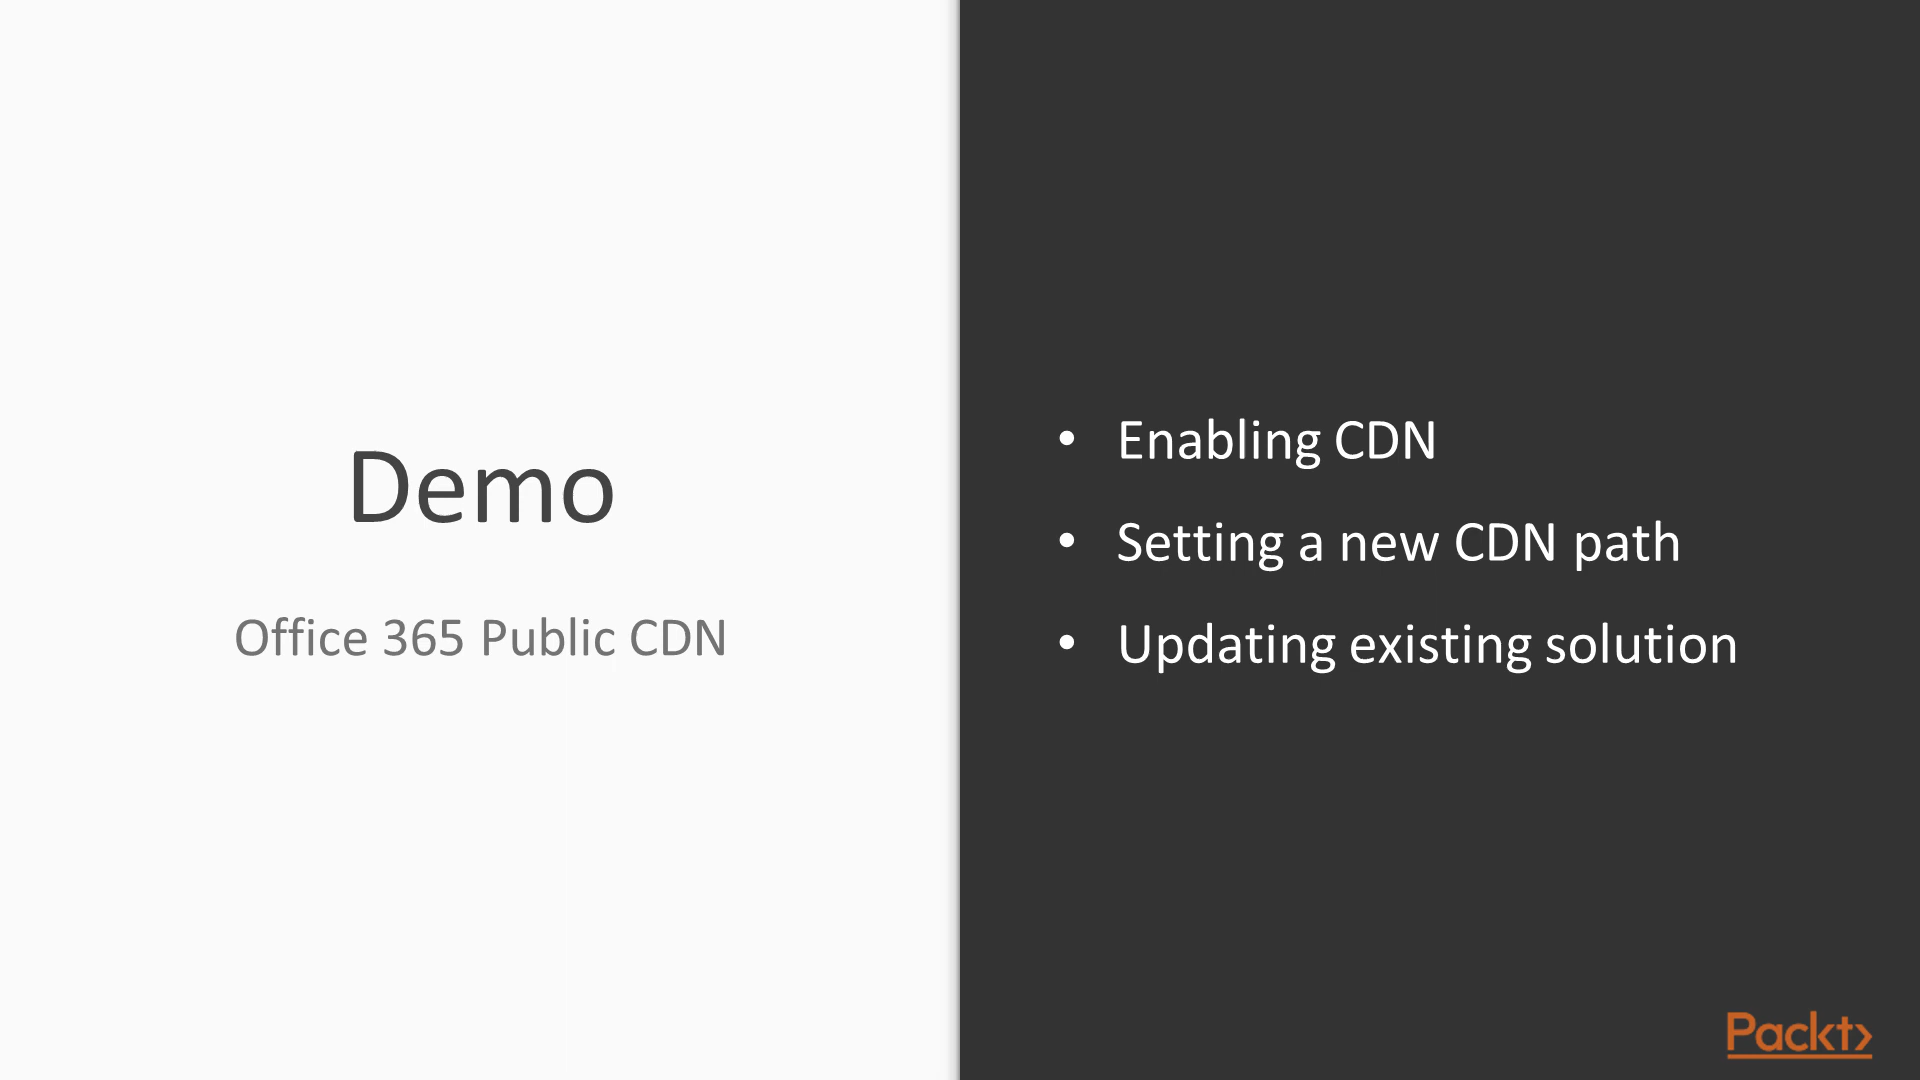 Demo
Office 365 Public CDN
• Enabling CDN
• Setting a new CDN path
• Updating existing solution
Packt>